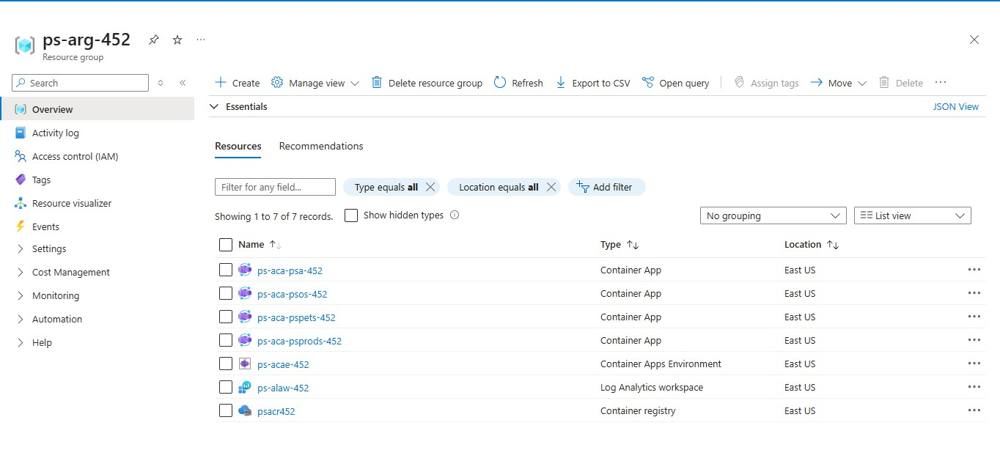 ps-arg-452
Resource group
Search
Create Manage view Delete resource group Refresh Export to CSV Open query Assign tags Move Delete
Overview
Activity log
Access control (IAM)
Tags
Resource visualizer
Events
Settings
Cost Management
Monitoring
Automation
Help
Essentials JSON View
Resources Recommendations
Filter for any field... Type equals all Location equals all Add filter
Showing 1 to 7 of 7 records. Show hidden types No grouping List view
Name Type Location
ps-aca-psa-452 Container App East US
ps-aca-psos-452 Container App East US
ps-aca-pspets-452 Container App East US
ps-aca-psprods-452 Container App East US
ps-acae-452 Container Apps Environment East US
ps-alaw-452 Log Analytics workspace East US
psacr452 Container registry East US